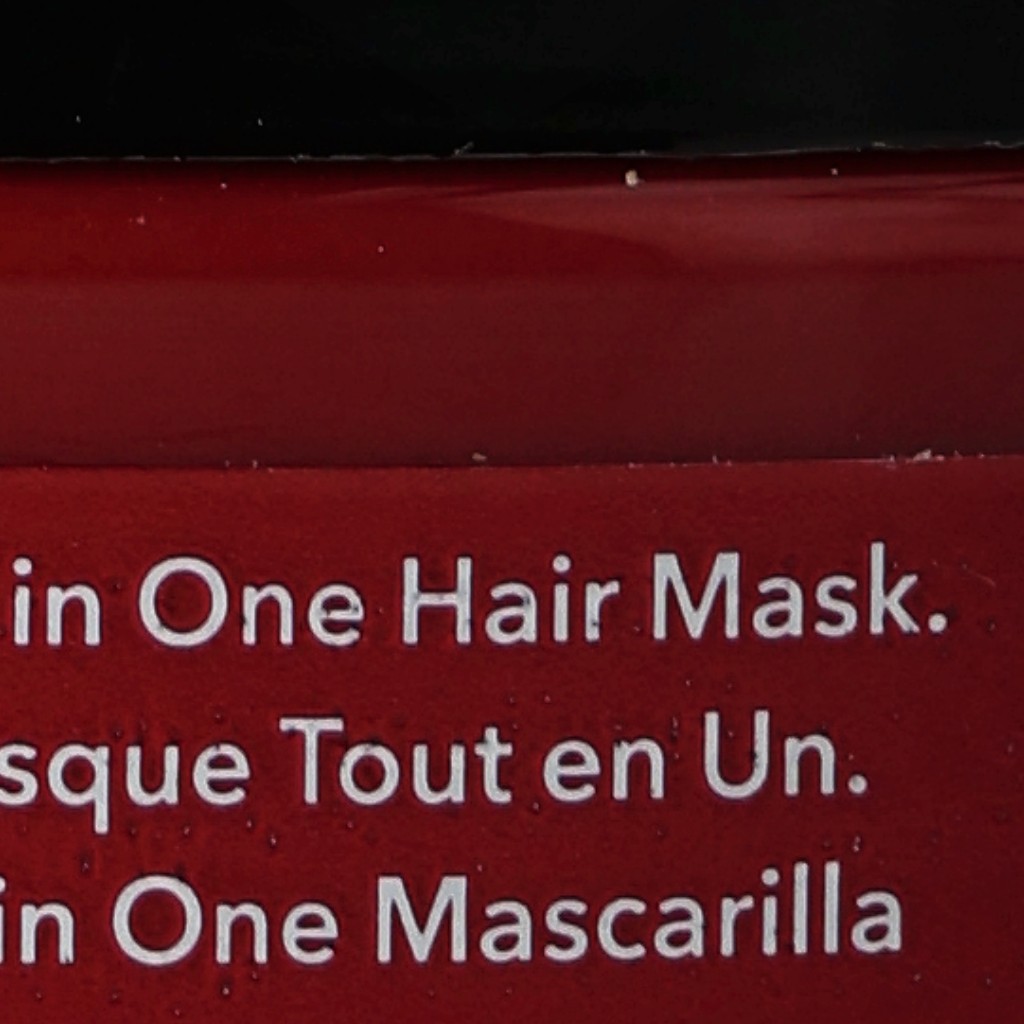 in One Hair Mask.
sque Tout en Un.
in One Mascarilla